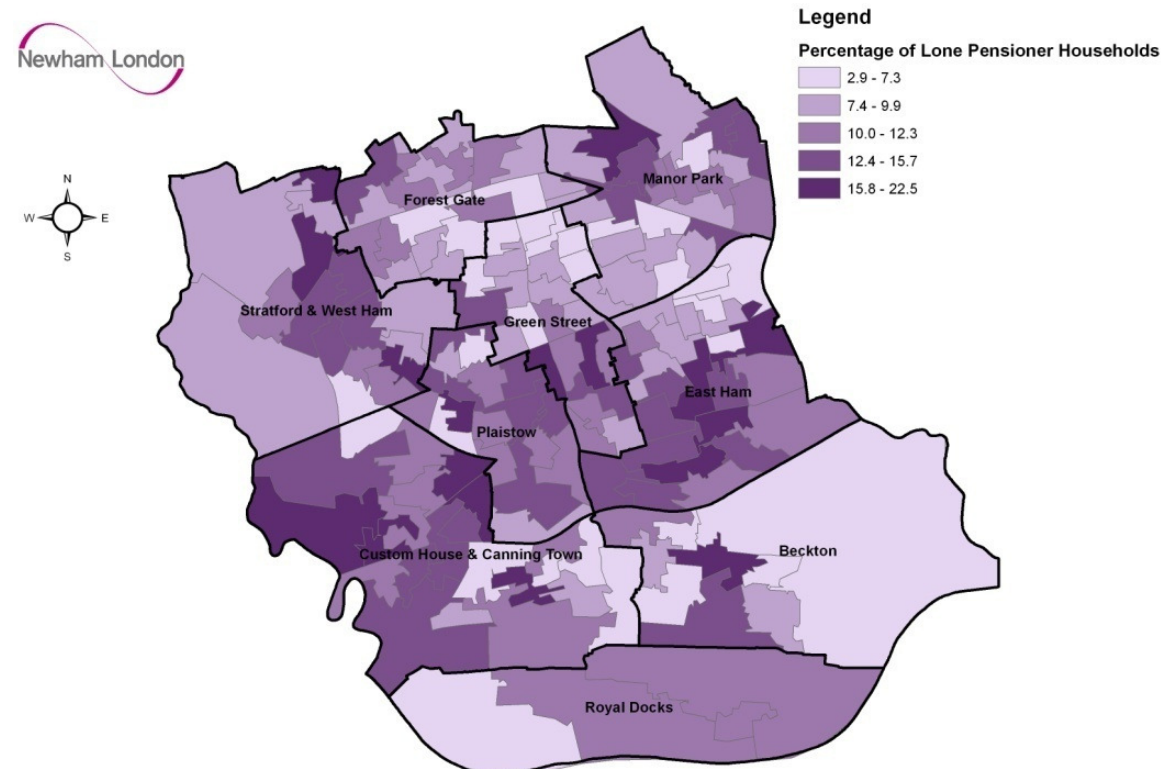 Newham London
N
W E
S
Legend
Percentage of Lone Pensioner Households
2.9 - 7.3
7.4 - 9.9
10.0 - 12.3
12.4 - 15.7
15.8 - 22.5
Manor Park
Forest Gate
Stratford & West Ham
Green Street
East Ham
Plaistow
Custom House & Canning Town
Beckton
Royal Docks